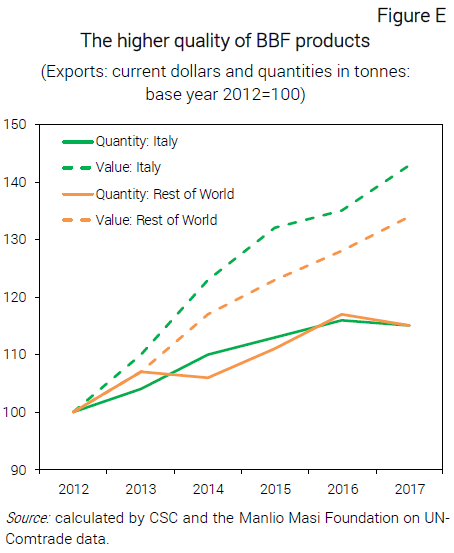 Figure E
The higher quality of BBF products
(Exports: current dollars and quantities in tonnes:
base year 2012=100)
150
Quantity: Italy
Value: Italy
140
Quantity: Rest of World
Value: Rest of World
130
120
110
100
90
2012 2013 2014 2015 2016 2017
Source: calculated by CSC and the Manlio Masi Foundation on UN-
Comtrade data.